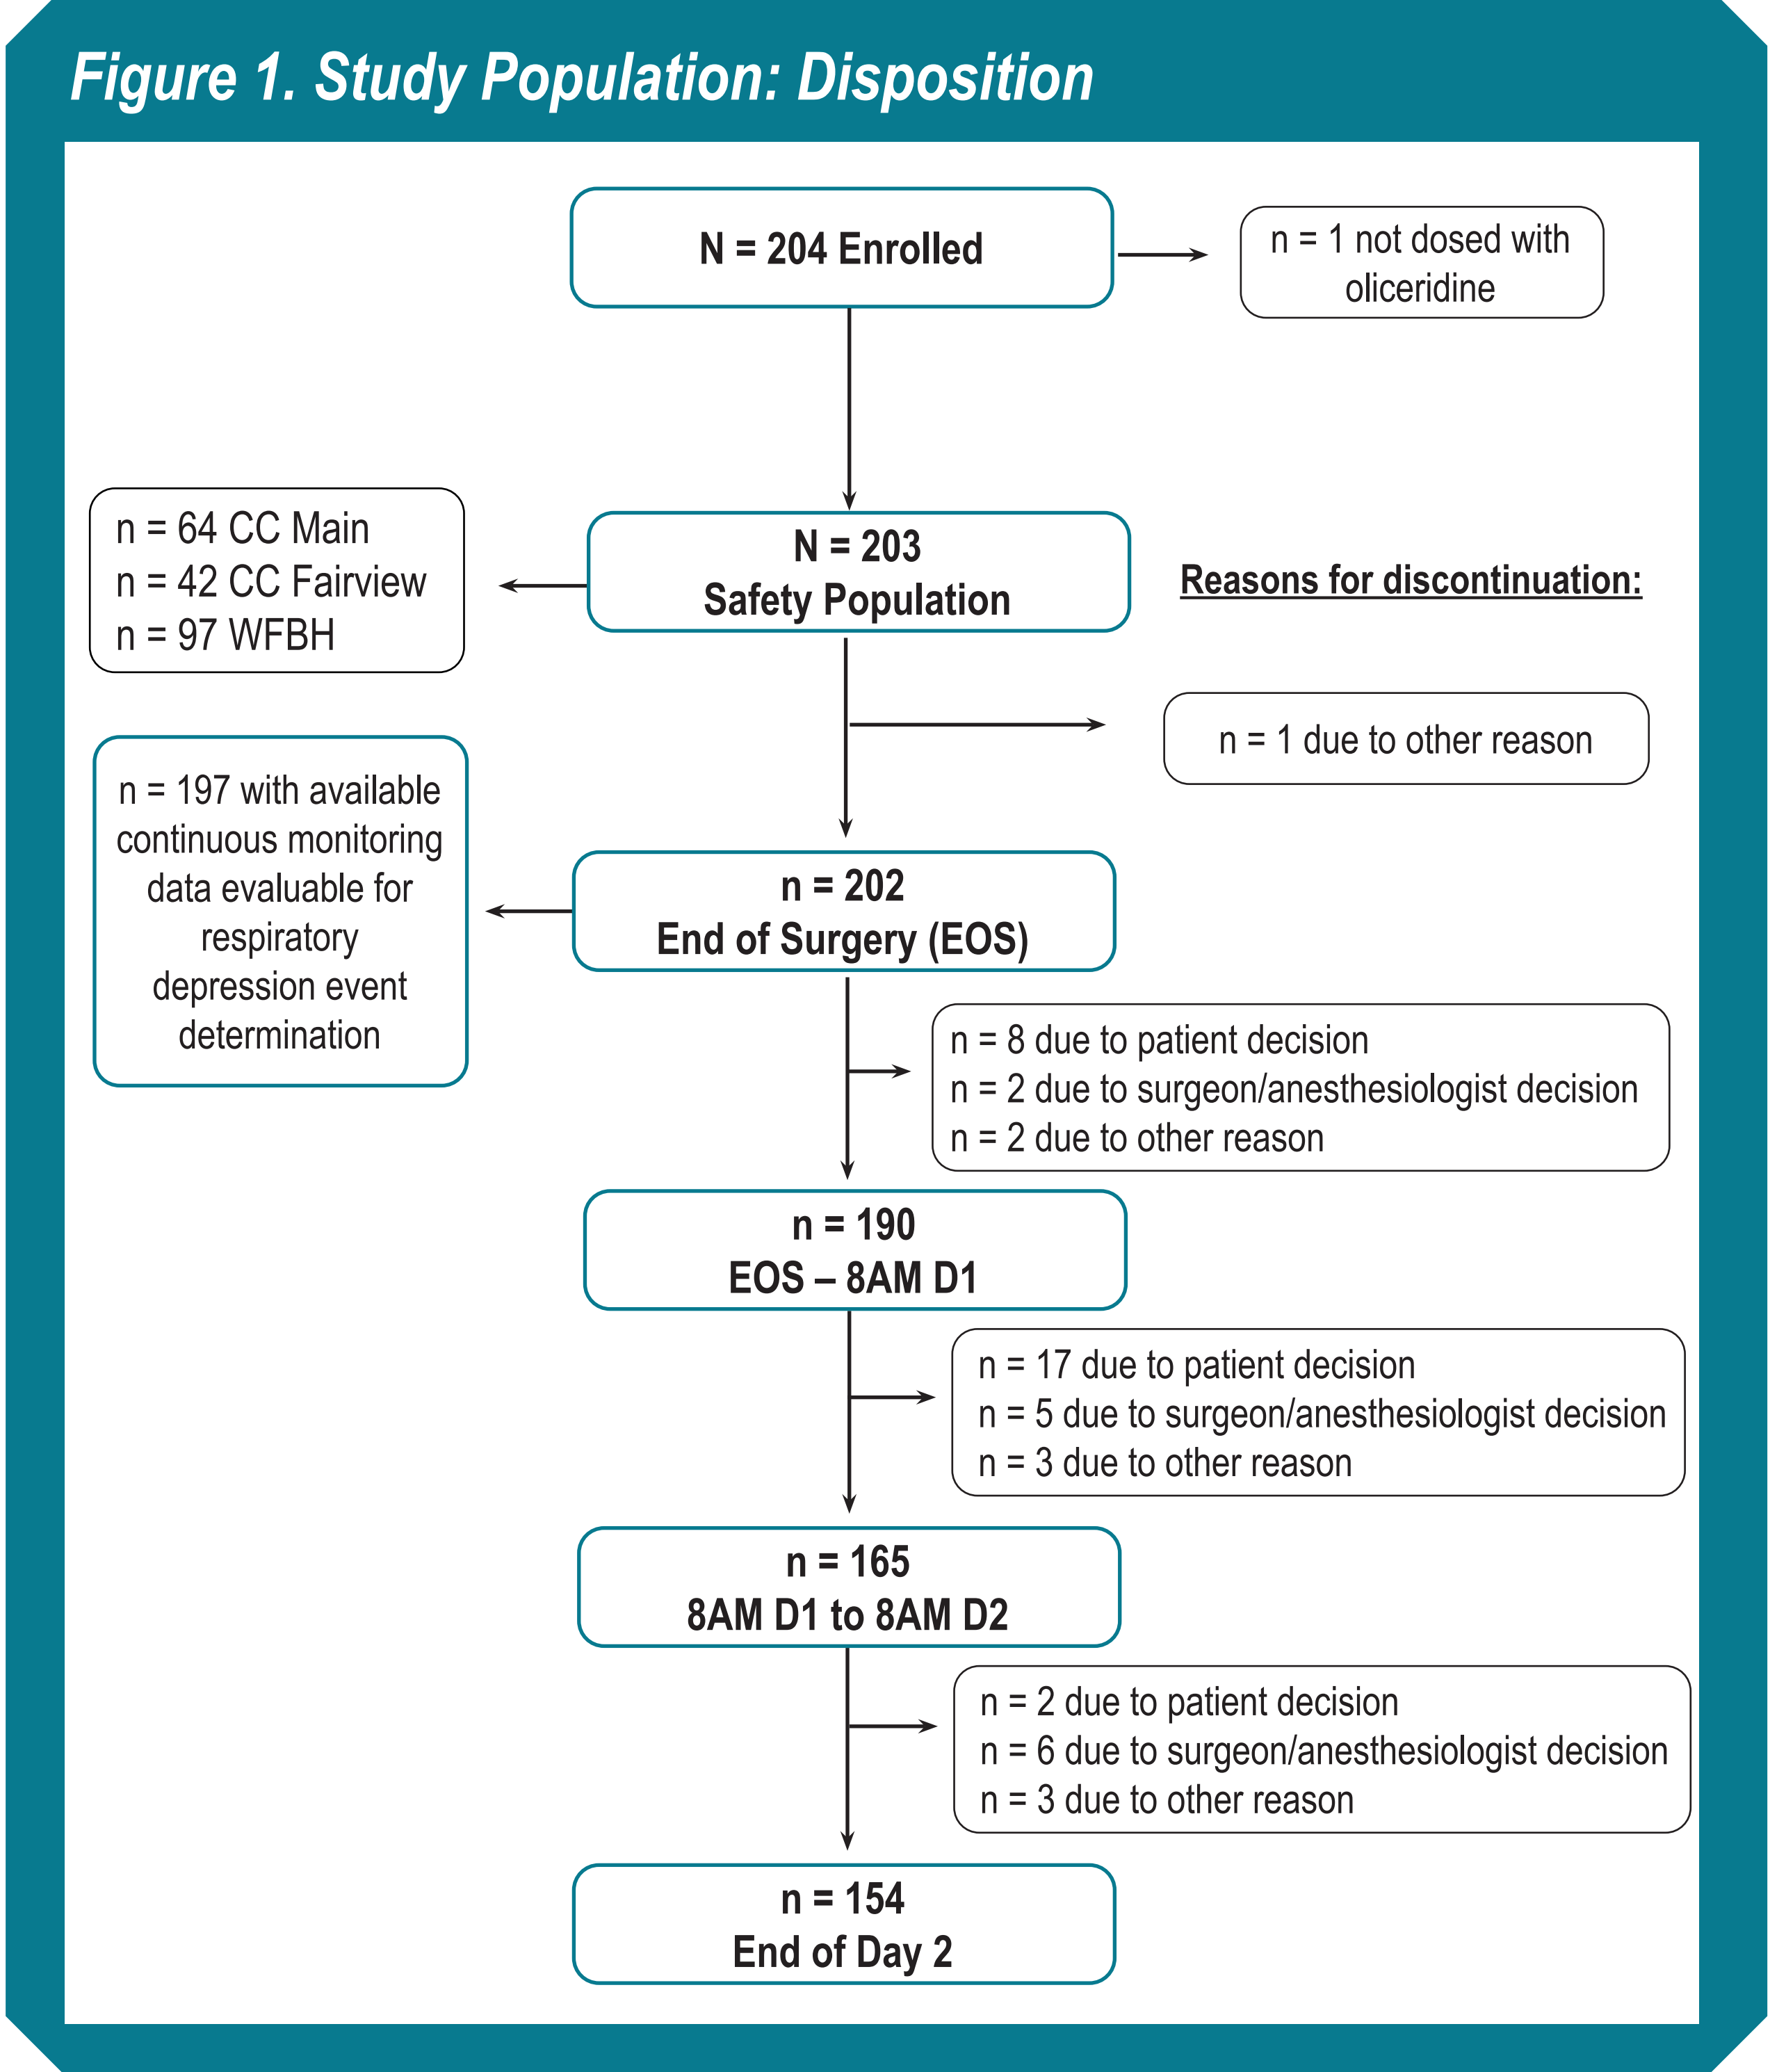 Figure 1. Study Population: Disposition
N = 204 Enrolled
n = 1 not dosed with
oliceridine
n = 64 CC Main
n = 42 CC Fairview
n = 97 WFBH
N = 203
Safety Population
Reasons for discontinuation:
n = 1 due to other reason
n = 197 with available
continuous monitoring
data evaluable for
respiratory
depression event
determination
n = 202
End of Surgery (EOS)
n = 8 due to patient decision
n = 2 due to surgeon/anesthesiologist decision
n = 2 due to other reason
n = 190
EOS – 8AM D1
n = 17 due to patient decision
n = 5 due to surgeon/anesthesiologist decision
n = 3 due to other reason
n = 165
8AM D1 to 8AM D2
n = 2 due to patient decision
n = 6 due to surgeon/anesthesiologist decision
n = 3 due to other reason
n = 154
End of Day 2